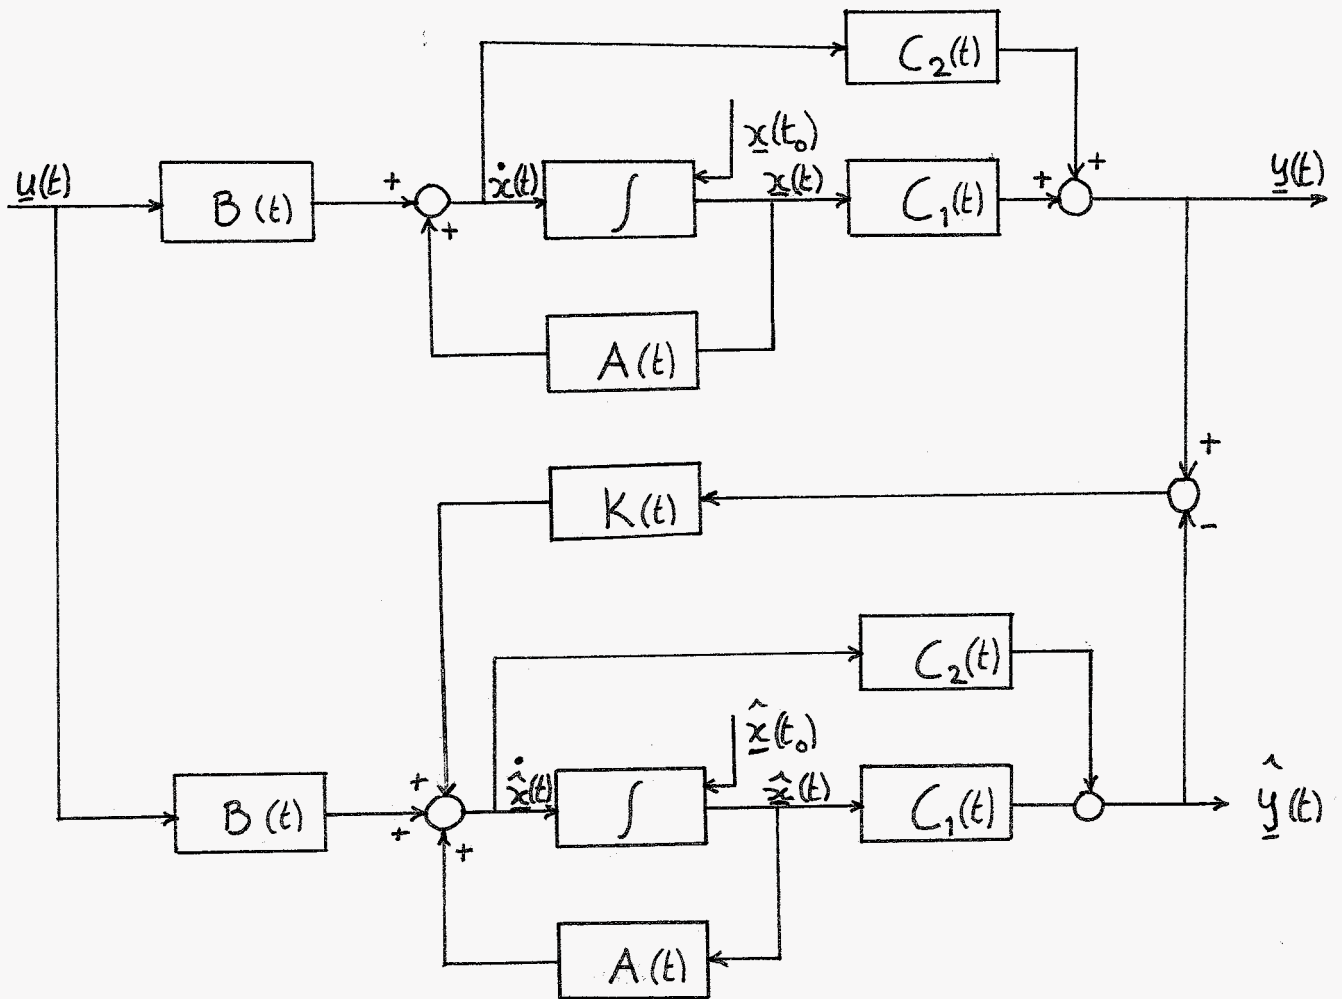 C₂(t)
x(t₀)
u(t)
B(t)
+
+
ẋ(t)
∫
x(t)
C₁(t)
+
+
y(t)
A(t)
+
K(t)
-
C₂(t)
x̂(t₀)
B(t)
+
+
+
x̂̇(t)
∫
x̂(t)
C₁(t)
ŷ(t)
A(t)